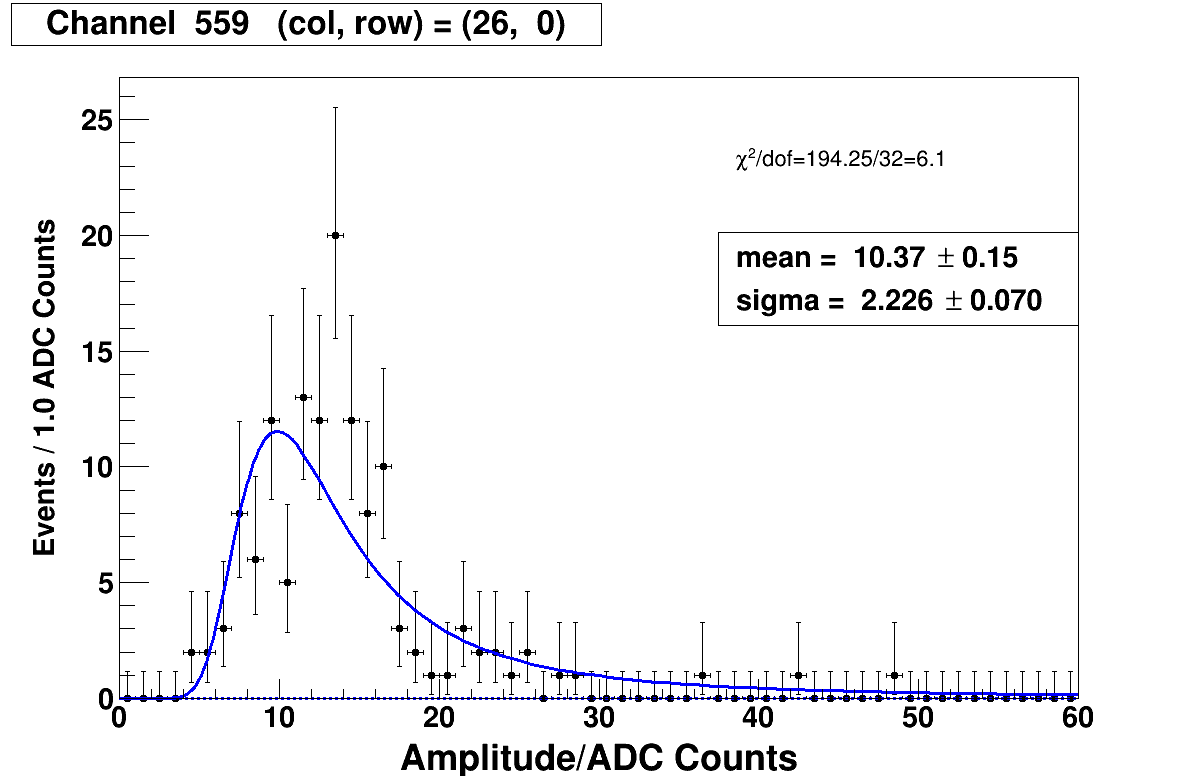 Channel 559 (col, row) = (26, 0)
25
20
15
10
5
0
Events / 1.0 ADC Counts
χ²/dof=194.25/32=6.1
mean = 10.37 ± 0.15
sigma = 2.226 ± 0.070
0 10 20 30 40 50 60
Amplitude/ADC Counts